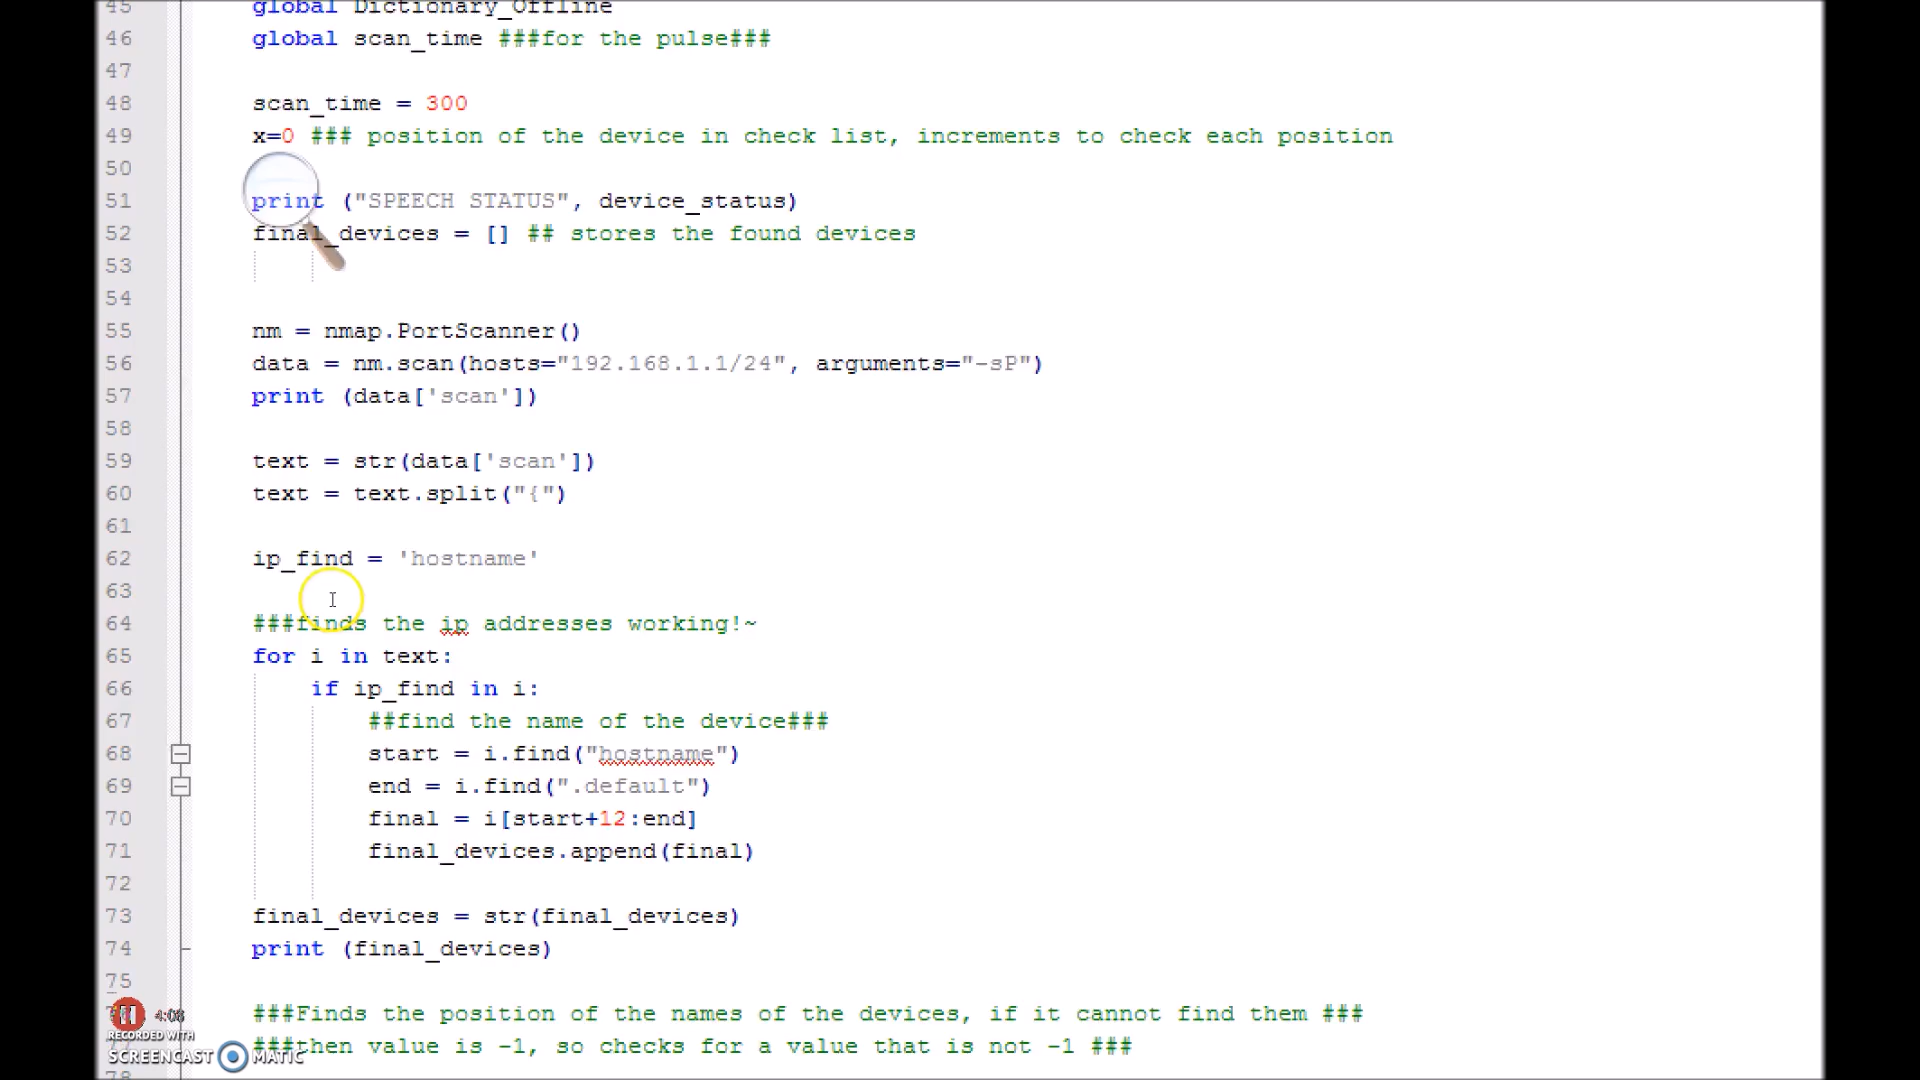 45 global Dictionary_Offline
46 global scan_time ###for the pulse###
47
48 scan_time = 300
49 x=0 ### position of the device in check list, increments to check each position
50
51 print ("SPEECH STATUS", device_status)
52 final_devices = [] ## stores the found devices
53
54
55 nm = nmap.PortScanner()
56 data = nm.scan(hosts="192.168.1.1/24", arguments="-sP")
57 print (data['scan'])
58
59 text = str(data['scan'])
60 text = text.split("{")
61
62 ip_find = 'hostname'
63
64 ###finds the ip addresses working!~
65 for i in text:
66 if ip_find in i:
67 ##find the name of the device###
68 start = i.find("hostname")
69 end = i.find(".default")
70 final = i[start+12:end]
71 final_devices.append(final)
72
73 final_devices = str(final_devices)
74 print (final_devices)
75
###Finds the position of the names of the devices, if it cannot find them ###
###then value is -1, so checks for a value that is not -1 ###
78
4:08
RECORDED WITH
SCREENCAST MATIC